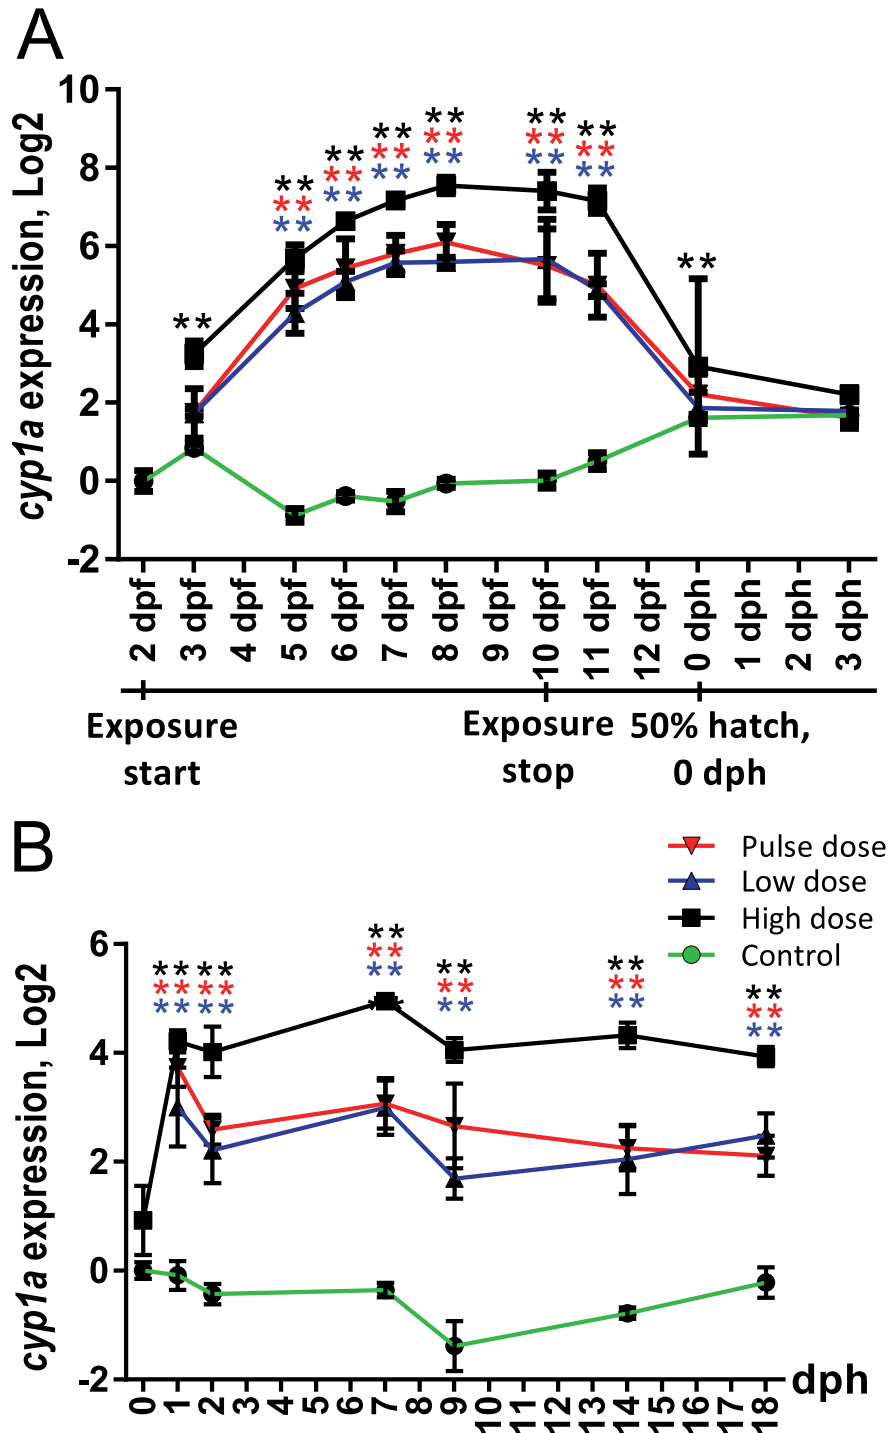 A
cyp1a expression, Log2
10
8
6
4
2
0
-2
** ** ** ** ** ** ** ** **
** ** ** ** ** **
** ** ** ** ** **
2 dpf
3 dpf
4 dpf
5 dpf
6 dpf
7 dpf
8 dpf
9 dpf
10 dpf
11 dpf
12 dpf
0 dph
1 dph
2 dph
3 dph
Exposure
start
Exposure
stop
50% hatch,
0 dph
B
Pulse dose
Low dose
High dose
Control
cyp1a expression, Log2
6
4
2
0
-2
** ** ** ** ** **
** ** ** ** ** **
** ** ** ** ** **
**
0
1
2
3
4
5
6
7
8
9
10
11
12
13
14
15
16
17
18
dph